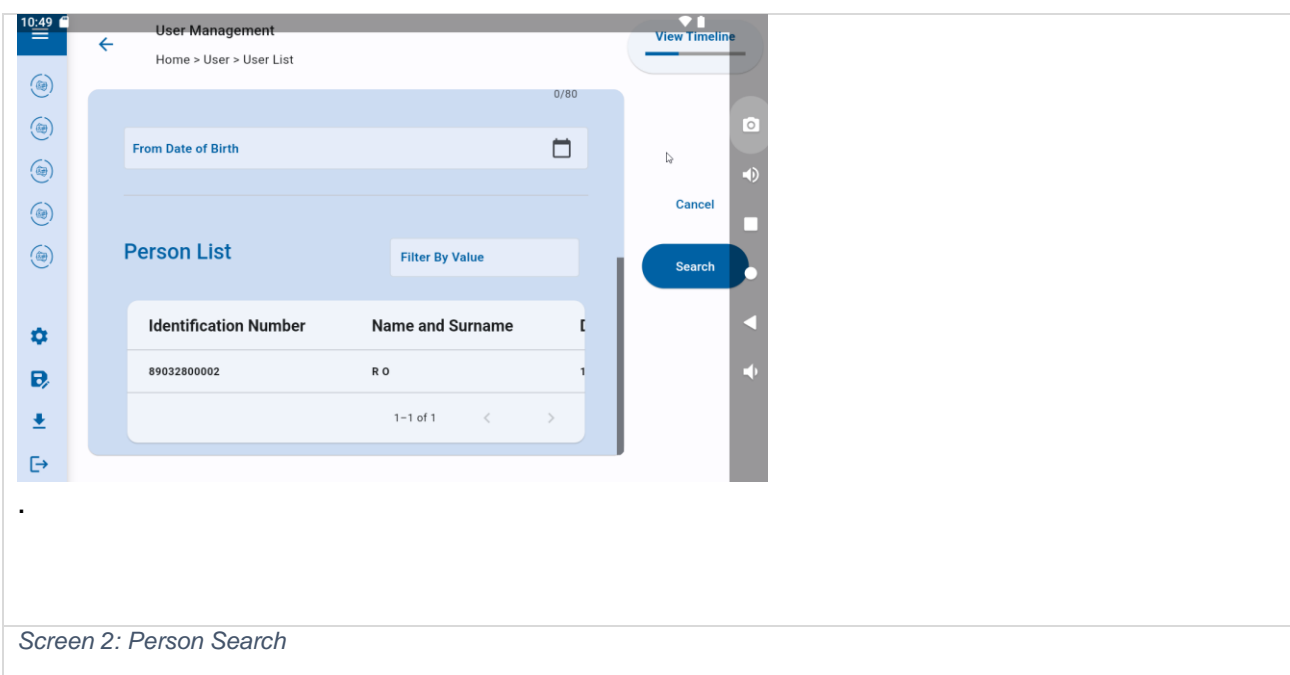 10:49
User Management
View Timeline
Home > User > User List
0/80
From Date of Birth
Cancel
Person List
Filter By Value
Search
Identification Number Name and Surname D
89032800002 R O 1
1–1 of 1
.
Screen 2: Person Search